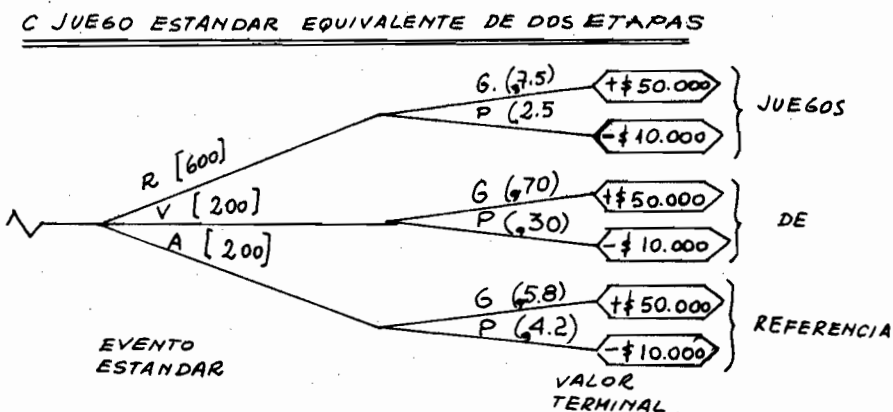 C JUEGO ESTANDAR EQUIVALENTE DE DOS ETAPAS
G. (,7.5) +$50.000
P (,2.5 -$10.000
JUEGOS
R [600]
V [200]
A [200]
G (,70) +$50.000
P (,30) -$10.000
DE
G (,5.8) +$50.000
P (,4.2) -$10.000
REFERENCIA
EVENTO
ESTANDAR
VALOR
TERMINAL